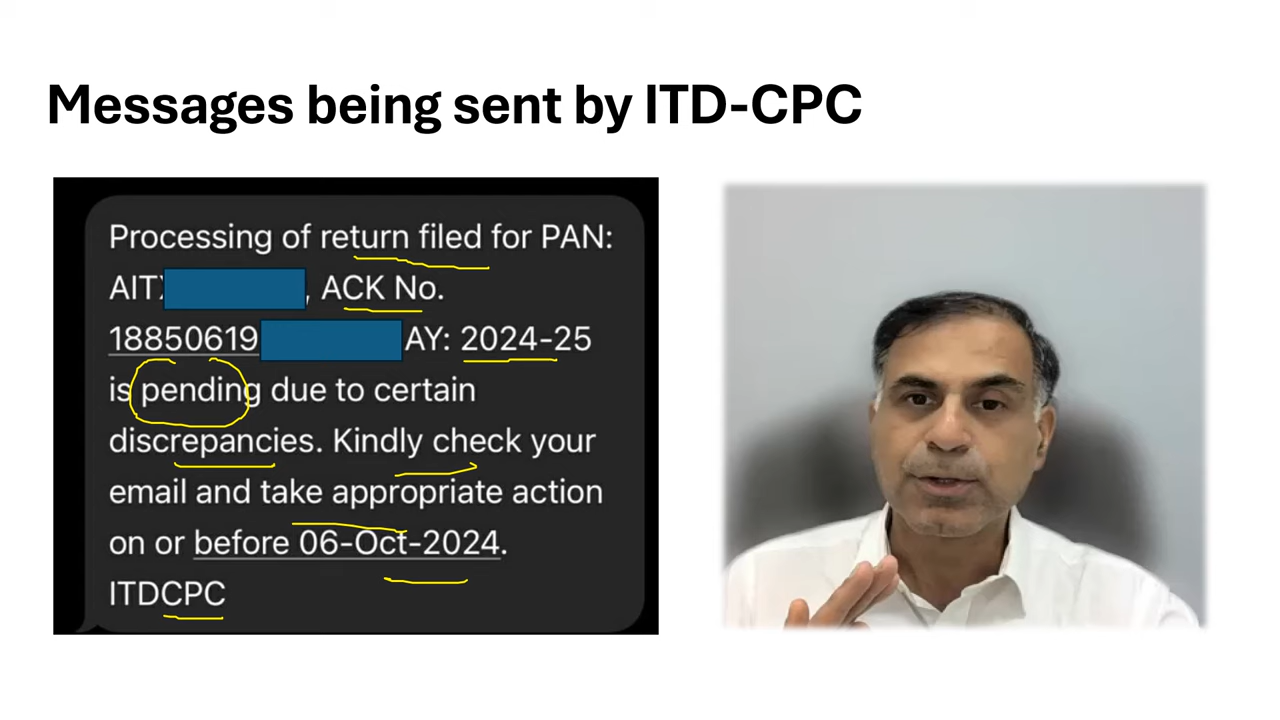 Messages being sent by ITD-CPC
Processing of return filed for PAN:
AIT , ACK No.
18850619 AY: 2024-25
is pending due to certain
discrepancies. Kindly check your
email and take appropriate action
on or before 06-Oct-2024.
ITDCPC